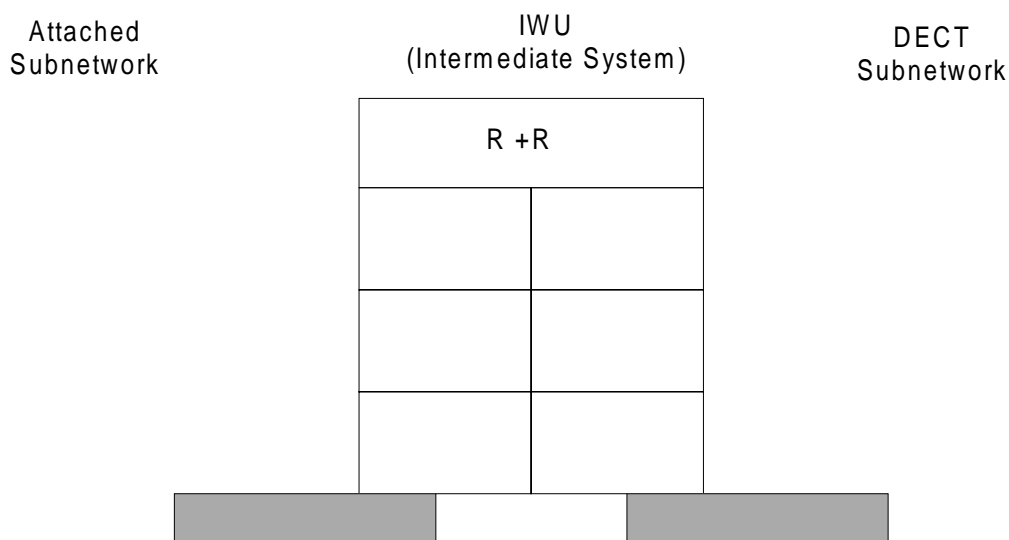 Attached
Subnetwork
IWU
(Intermediate System)
DECT
Subnetwork
R +R